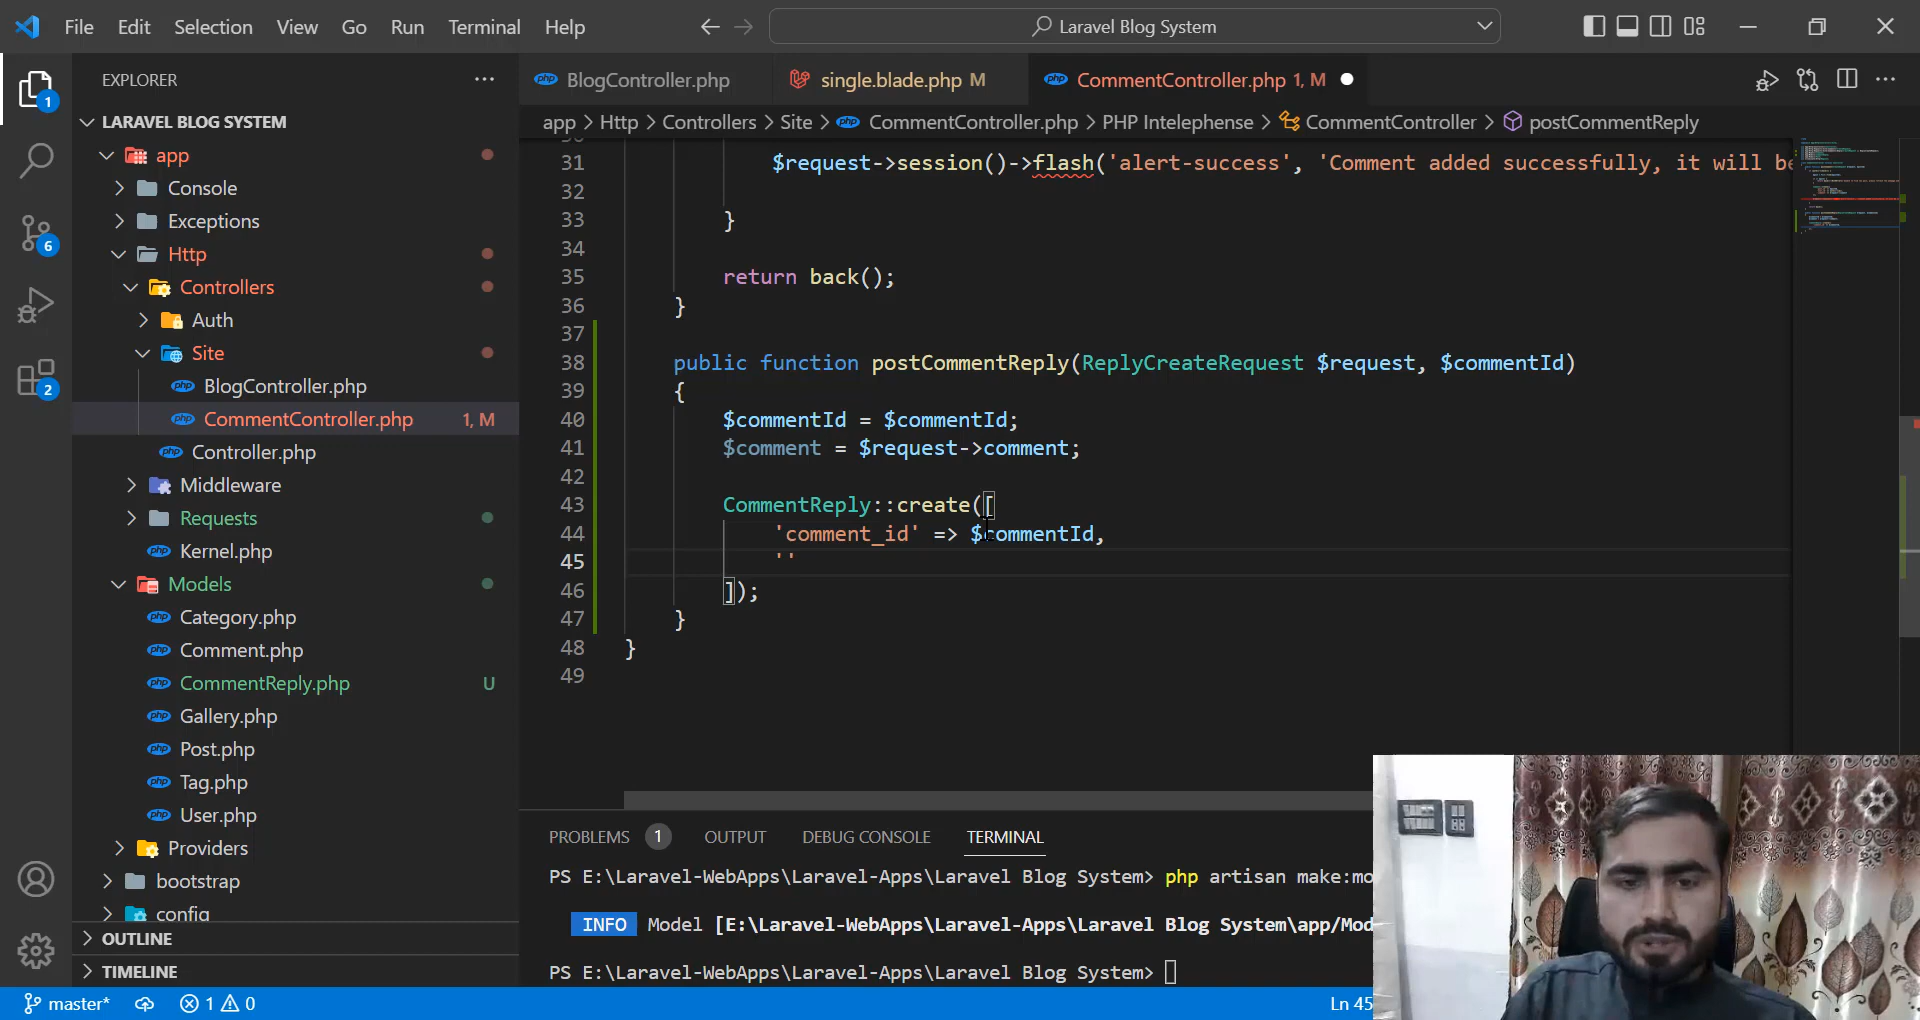 File Edit Selection View Go Run Terminal Help
Laravel Blog System
EXPLORER
BlogController.php
single.blade.php M
CommentController.php 1, M
app > Http > Controllers > Site > CommentController.php > PHP Intelephense > CommentController > postCommentReply
LARAVEL BLOG SYSTEM
app
Console
Exceptions
Http
Controllers
Auth
Site
BlogController.php
CommentController.php 1, M
Controller.php
Middleware
Requests
Kernel.php
Models
Category.php
Comment.php
CommentReply.php U
Gallery.php
Post.php
Tag.php
User.php
Providers
bootstrap
config
OUTLINE
TIMELINE
1
6
2
31 $request->session()->flash('alert-success', 'Comment added successfully, it will be
32
33 }
34
35 return back();
36 }
37
38 public function postCommentReply(ReplyCreateRequest $request, $commentId)
39 {
40 $commentId = $commentId;
41 $comment = $request->comment;
42
43 CommentReply::create([
44 'comment_id' => $commentId,
45 ''
46 ]);
47 }
48 }
49
PROBLEMS 1 OUTPUT DEBUG CONSOLE TERMINAL
PS E:\Laravel-WebApps\Laravel-Apps\Laravel Blog System> php artisan make:mo
INFO Model [E:\Laravel-WebApps\Laravel-Apps\Laravel Blog System\app/Mod
PS E:\Laravel-WebApps\Laravel-Apps\Laravel Blog System>
master* 1 0
Ln 45